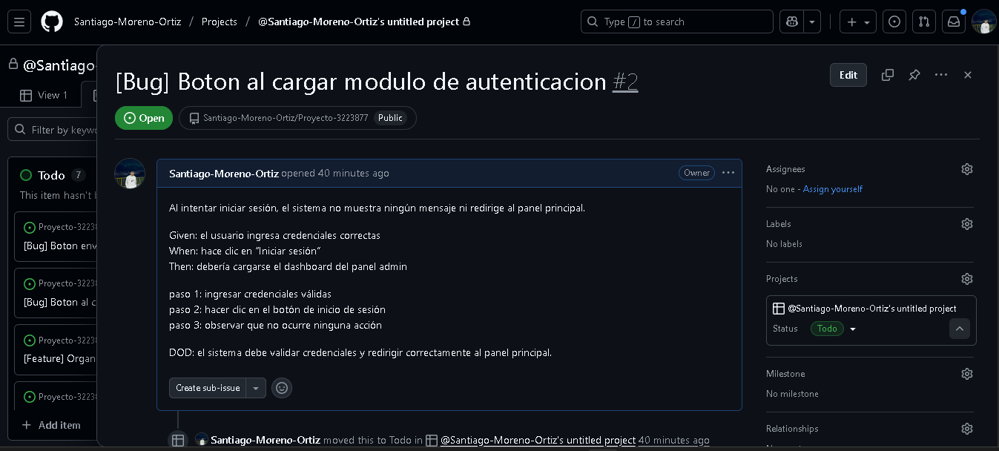 Santiago-Moreno-Ortiz / Projects / @Santiago-Moreno-Ortiz's untitled project
Type / to search
@Santiago-
View 1
Filter by keywo
Todo 7
This item hasn't b
Proyecto-3223
[Bug] Boton env
Proyecto-3223
[Bug] Boton al c
Proyecto-3223
[Feature] Organ
Proyecto-3223
Add item
[Bug] Boton al cargar modulo de autenticacion #2
Edit
Open
Santiago-Moreno-Ortiz/Proyecto-3223877 Public
Santiago-Moreno-Ortiz opened 40 minutes ago
Owner
Al intentar iniciar sesión, el sistema no muestra ningún mensaje ni redirige al panel principal.
Given: el usuario ingresa credenciales correctas
When: hace clic en “Iniciar sesión”
Then: debería cargarse el dashboard del panel admin
paso 1: ingresar credenciales válidas
paso 2: hacer clic en el botón de inicio de sesión
paso 3: observar que no ocurre ninguna acción
DOD: el sistema debe validar credenciales y redirigir correctamente al panel principal.
Create sub-issue
Santiago-Moreno-Ortiz moved this to Todo in @Santiago-Moreno-Ortiz's untitled project 40 minutes ago
Assignees
No one - Assign yourself
Labels
No labels
Projects
@Santiago-Moreno-Ortiz's untitled project
Status Todo
Milestone
No milestone
Relationships